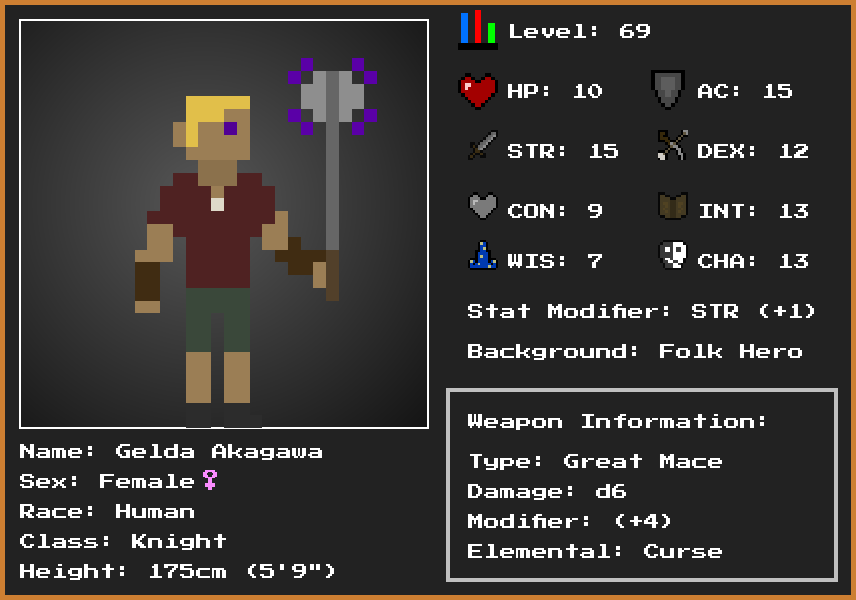 Level: 69
HP: 10
AC: 15
STR: 15
DEX: 12
CON: 9
INT: 13
WIS: 7
CHA: 13
Stat Modifier: STR (+1)
Background: Folk Hero
Weapon Information:
Type: Great Mace
Damage: d6
Modifier: (+4)
Elemental: Curse
Name: Gelda Akagawa
Sex: Female♀
Race: Human
Class: Knight
Height: 175cm (5'9")